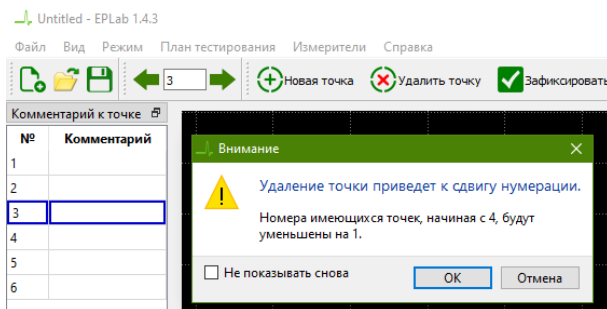 Untitled - EPLab 1.4.3
Файл Вид Режим План тестирования Измерители Справка
3 Новая точка Удалить точку Зафиксировать
Комментарий к точке
№ Комментарий
1
2
3
4
5
6
Внимание
Удаление точки приведет к сдвигу нумерации.
Номера имеющихся точек, начиная с 4, будут
уменьшены на 1.
Не показывать снова OK Отмена